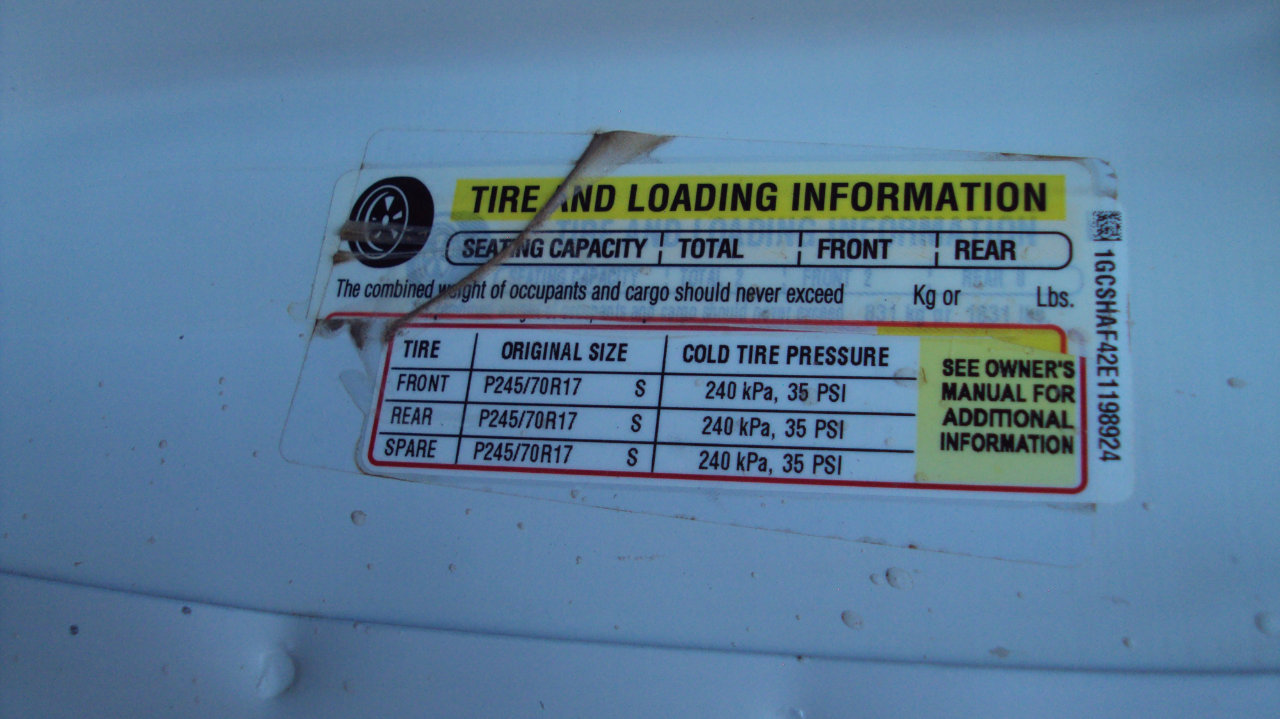 TIRE AND LOADING INFORMATION
SEATING CAPACITY TOTAL FRONT REAR
The combined weight of occupants and cargo should never exceed Kg or Lbs.
TIRE ORIGINAL SIZE COLD TIRE PRESSURE
FRONT P245/70R17 S 240 kPa, 35 PSI
REAR P245/70R17 S 240 kPa, 35 PSI
SPARE P245/70R17 S 240 kPa, 35 PSI
SEE OWNER'S
MANUAL FOR
ADDITIONAL
INFORMATION
1GCSHAF42E1198924